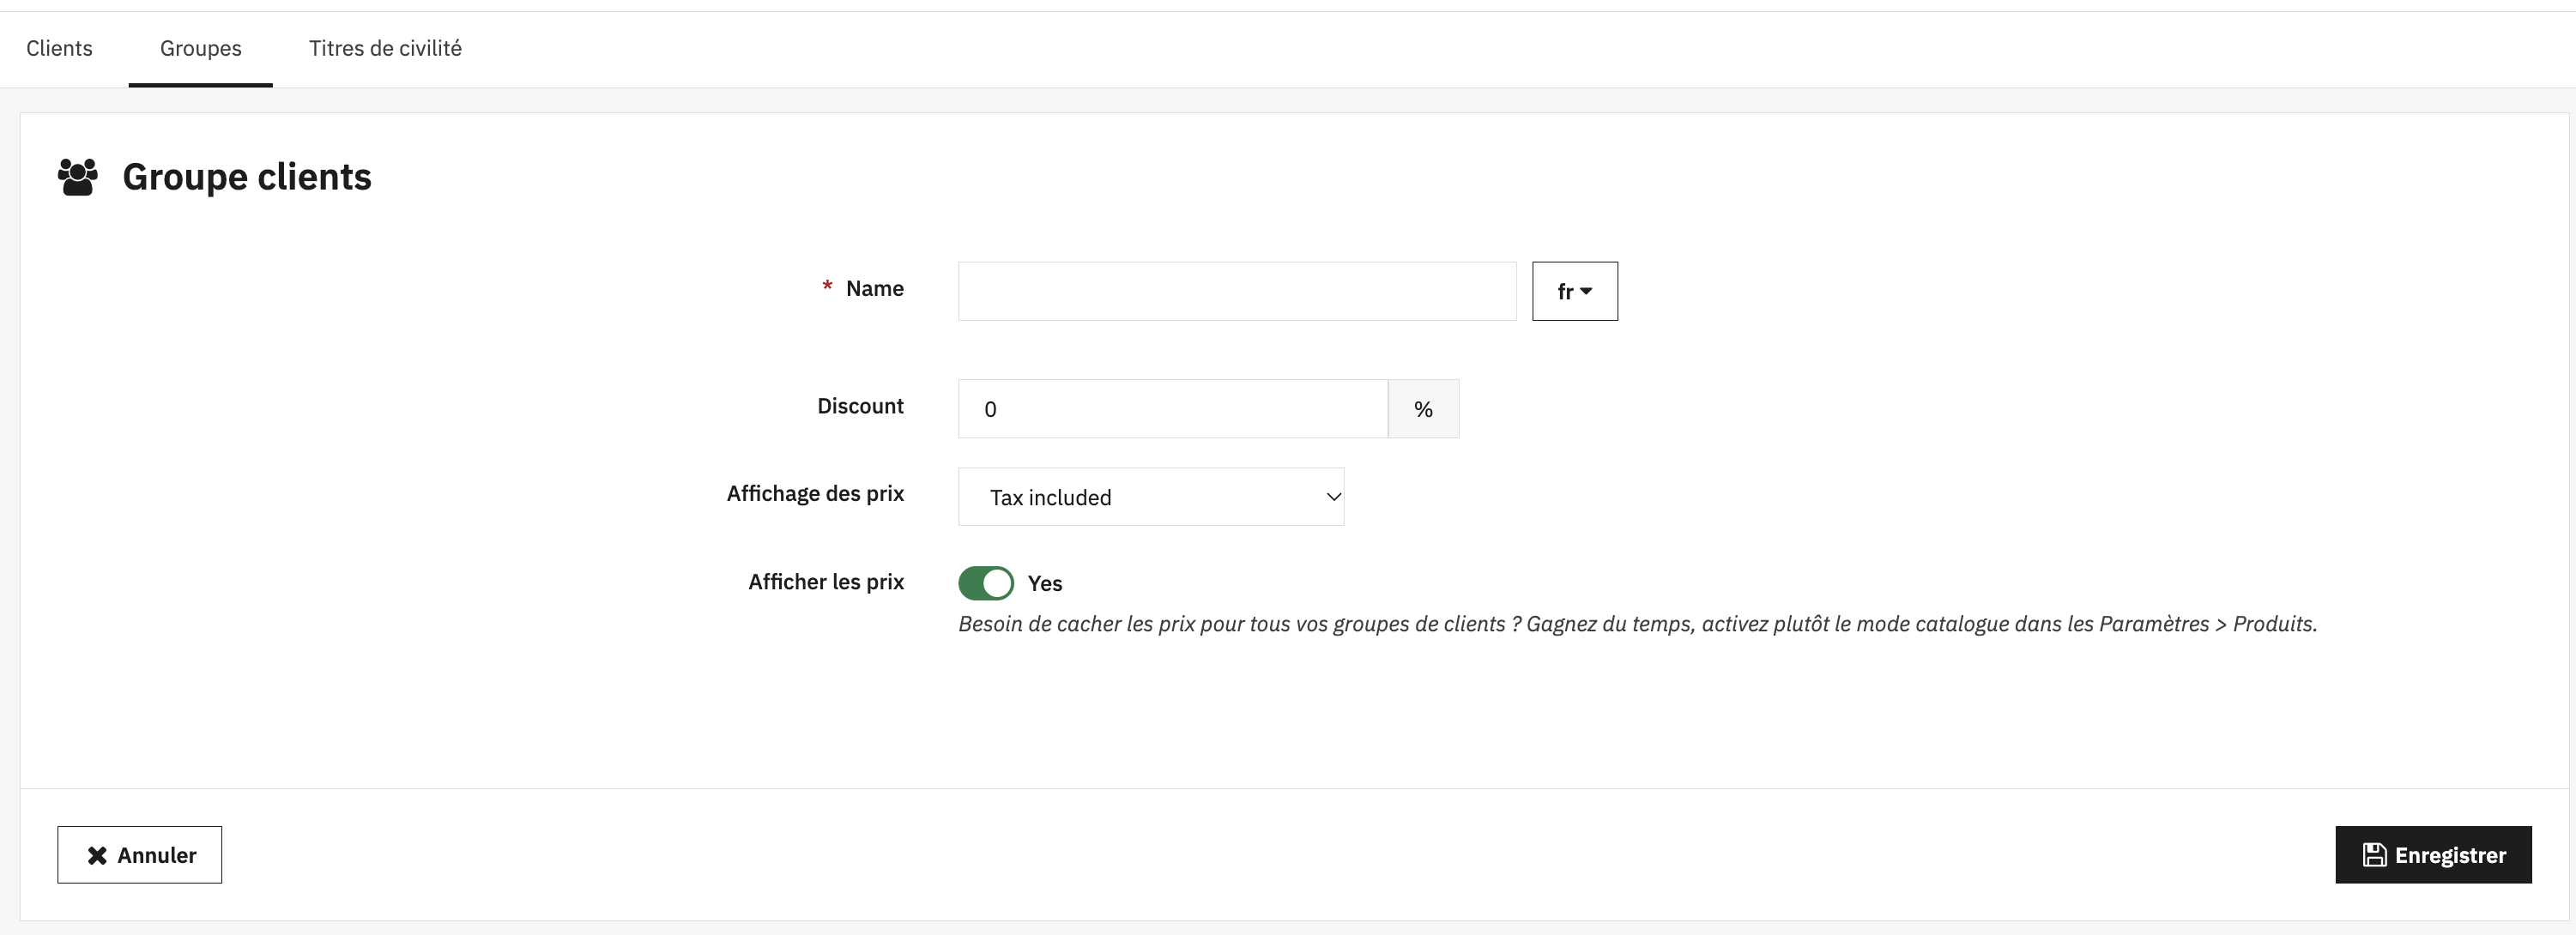 Clients Groupes Titres de civilité
Groupe clients
* Name fr
Discount 0 %
Affichage des prix Tax included
Afficher les prix Yes
Besoin de cacher les prix pour tous vos groupes de clients ? Gagnez du temps, activez plutôt le mode catalogue dans les Paramètres > Produits.
Annuler Enregistrer